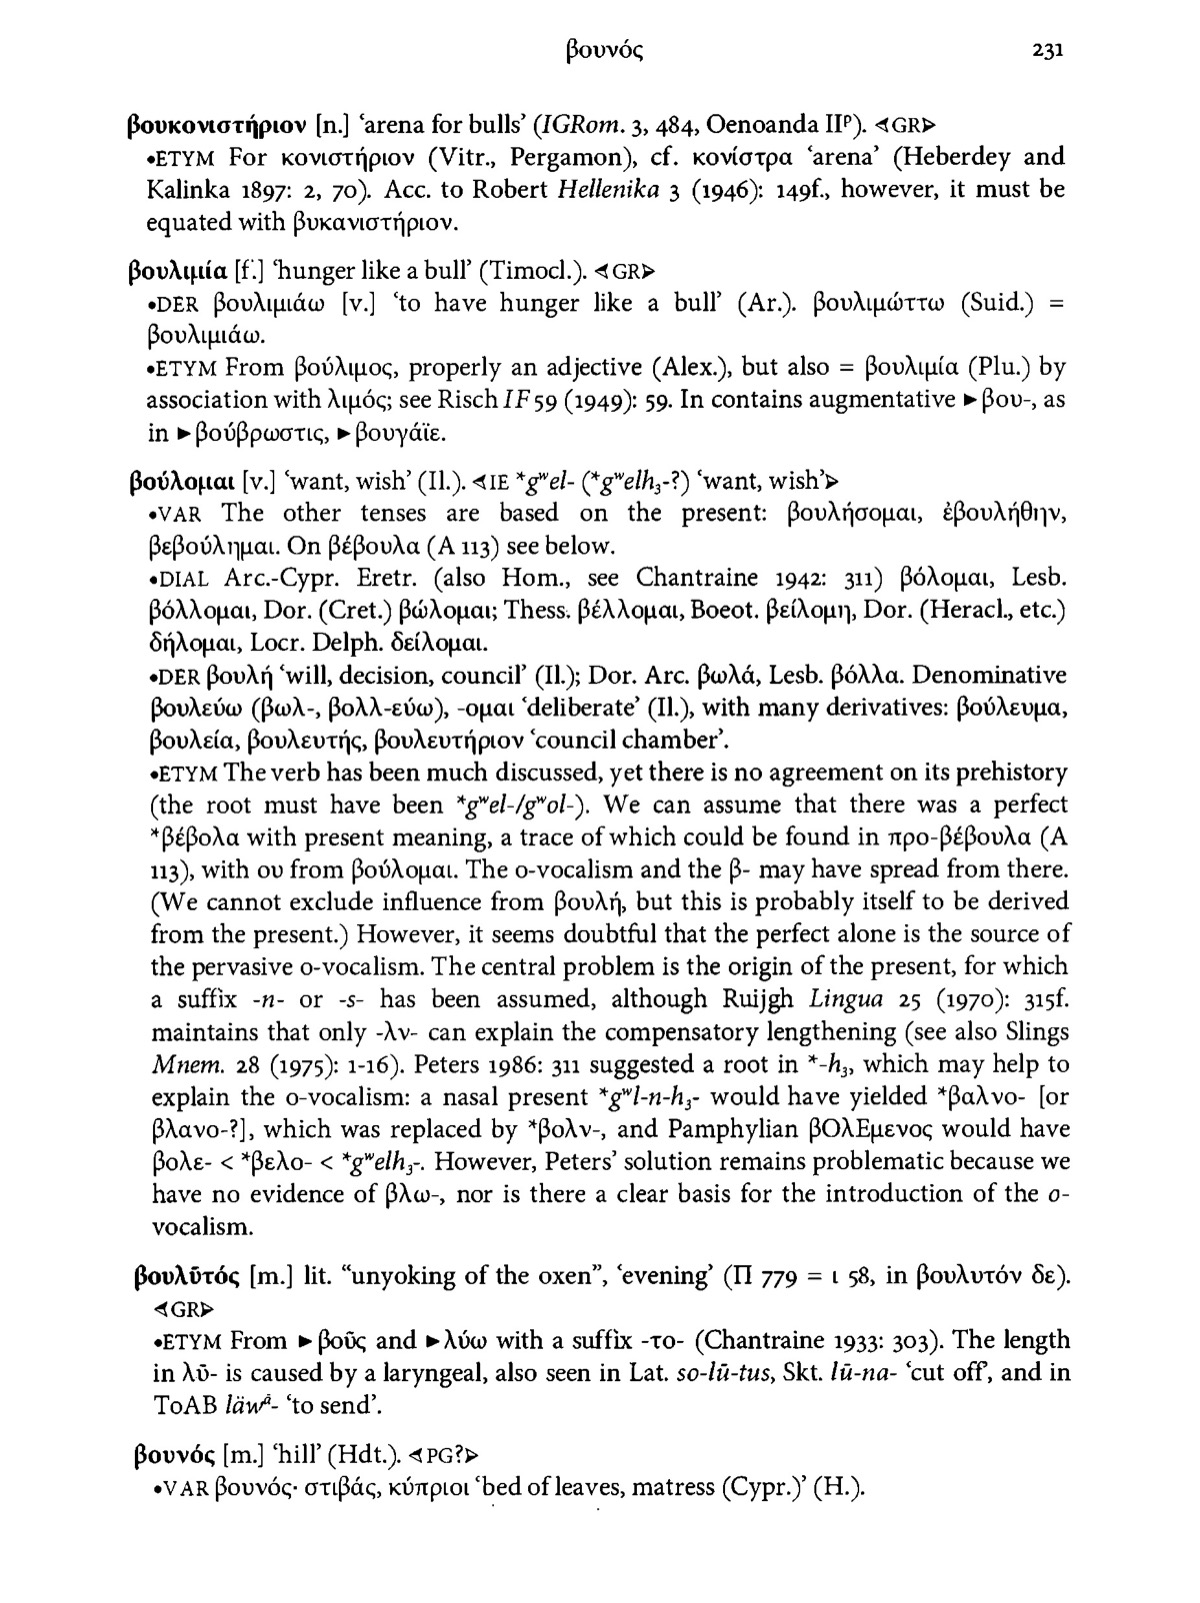 βουνός 231
βουκονιστήριον [n.] ‘arena for bulls’ (IGRom. 3, 484, Oenoanda IIᵖ). ⊲GR⊳
•ETYM For κονιστήριον (Vitr., Pergamon), cf. κονίστρα ‘arena’ (Heberdey and
Kalinka 1897: 2, 70). Acc. to Robert Hellenika 3 (1946): 149f., however, it must be
equated with βυκανιστήριον.
βουλιμία [f.] ‘hunger like a bull’ (Timocl.). ⊲GR⊳
•DER βουλιμιάω [v.] ‘to have hunger like a bull’ (Ar.). βουλιμώττω (Suid.) =
βουλιμιάω.
•ETYM From βούλιμος, properly an adjective (Alex.), but also = βουλιμία (Plu.) by
association with λιμός; see Risch IF 59 (1949): 59. In contains augmentative ►βου-, as
in ►βούβρωστις, ►βουγάϊε.
βούλομαι [v.] ‘want, wish’ (Il.). ⊲IE *gʷel- (*gʷelh₃-?) ‘want, wish’⊳
•VAR The other tenses are based on the present: βουλήσομαι, ἐβουλήθην,
βεβούλημαι. On βέβουλα (A 113) see below.
•DIAL Arc.-Cypr. Eretr. (also Hom., see Chantraine 1942: 311) βόλομαι, Lesb.
βόλλομαι, Dor. (Cret.) βώλομαι; Thess. βέλλομαι, Boeot. βείλομη, Dor. (Heracl., etc.)
δήλομαι, Locr. Delph. δείλομαι.
•DER βουλή ‘will, decision, council’ (Il.); Dor. Arc. βωλά, Lesb. βόλλα. Denominative
βουλεύω (βωλ-, βολλ-εύω), -ομαι ‘deliberate’ (Il.), with many derivatives: βούλευμα,
βουλεία, βουλευτής, βουλευτήριον ‘council chamber’.
•ETYM The verb has been much discussed, yet there is no agreement on its prehistory
(the root must have been *gʷel-/gʷol-). We can assume that there was a perfect
*βέβολα with present meaning, a trace of which could be found in προ-βέβουλα (A
113), with ου from βούλομαι. The o-vocalism and the β- may have spread from there.
(We cannot exclude influence from βουλή, but this is probably itself to be derived
from the present.) However, it seems doubtful that the perfect alone is the source of
the pervasive o-vocalism. The central problem is the origin of the present, for which
a suffix -n- or -s- has been assumed, although Ruijgh Lingua 25 (1970): 315f.
maintains that only -λν- can explain the compensatory lengthening (see also Slings
Mnem. 28 (1975): 1-16). Peters 1986: 311 suggested a root in *-h₃, which may help to
explain the o-vocalism: a nasal present *gʷl-n-h₃- would have yielded *βαλνο- [or
βλανο-?], which was replaced by *βολν-, and Pamphylian βΟλΕμενος would have
βολε- < *βελο- < *gʷelh₃-. However, Peters’ solution remains problematic because we
have no evidence of βλω-, nor is there a clear basis for the introduction of the o-
vocalism.
βουλῡτός [m.] lit. “unyoking of the oxen”, ‘evening’ (Π 779 = ι 58, in βουλυτόν δε).
⊲GR⊳
•ETYM From ►βοῦς and ►λύω with a suffix -το- (Chantraine 1933: 303). The length
in λῡ- is caused by a laryngeal, also seen in Lat. so-lū-tus, Skt. lū-na- ‘cut off’, and in
ToAB läwᴬ- ‘to send’.
βουνός [m.] ‘hill’ (Hdt.). ⊲PG?⊳
•VAR βουνός· στιβάς, κύπριοι ‘bed of leaves, matress (Cypr.)’ (H.).